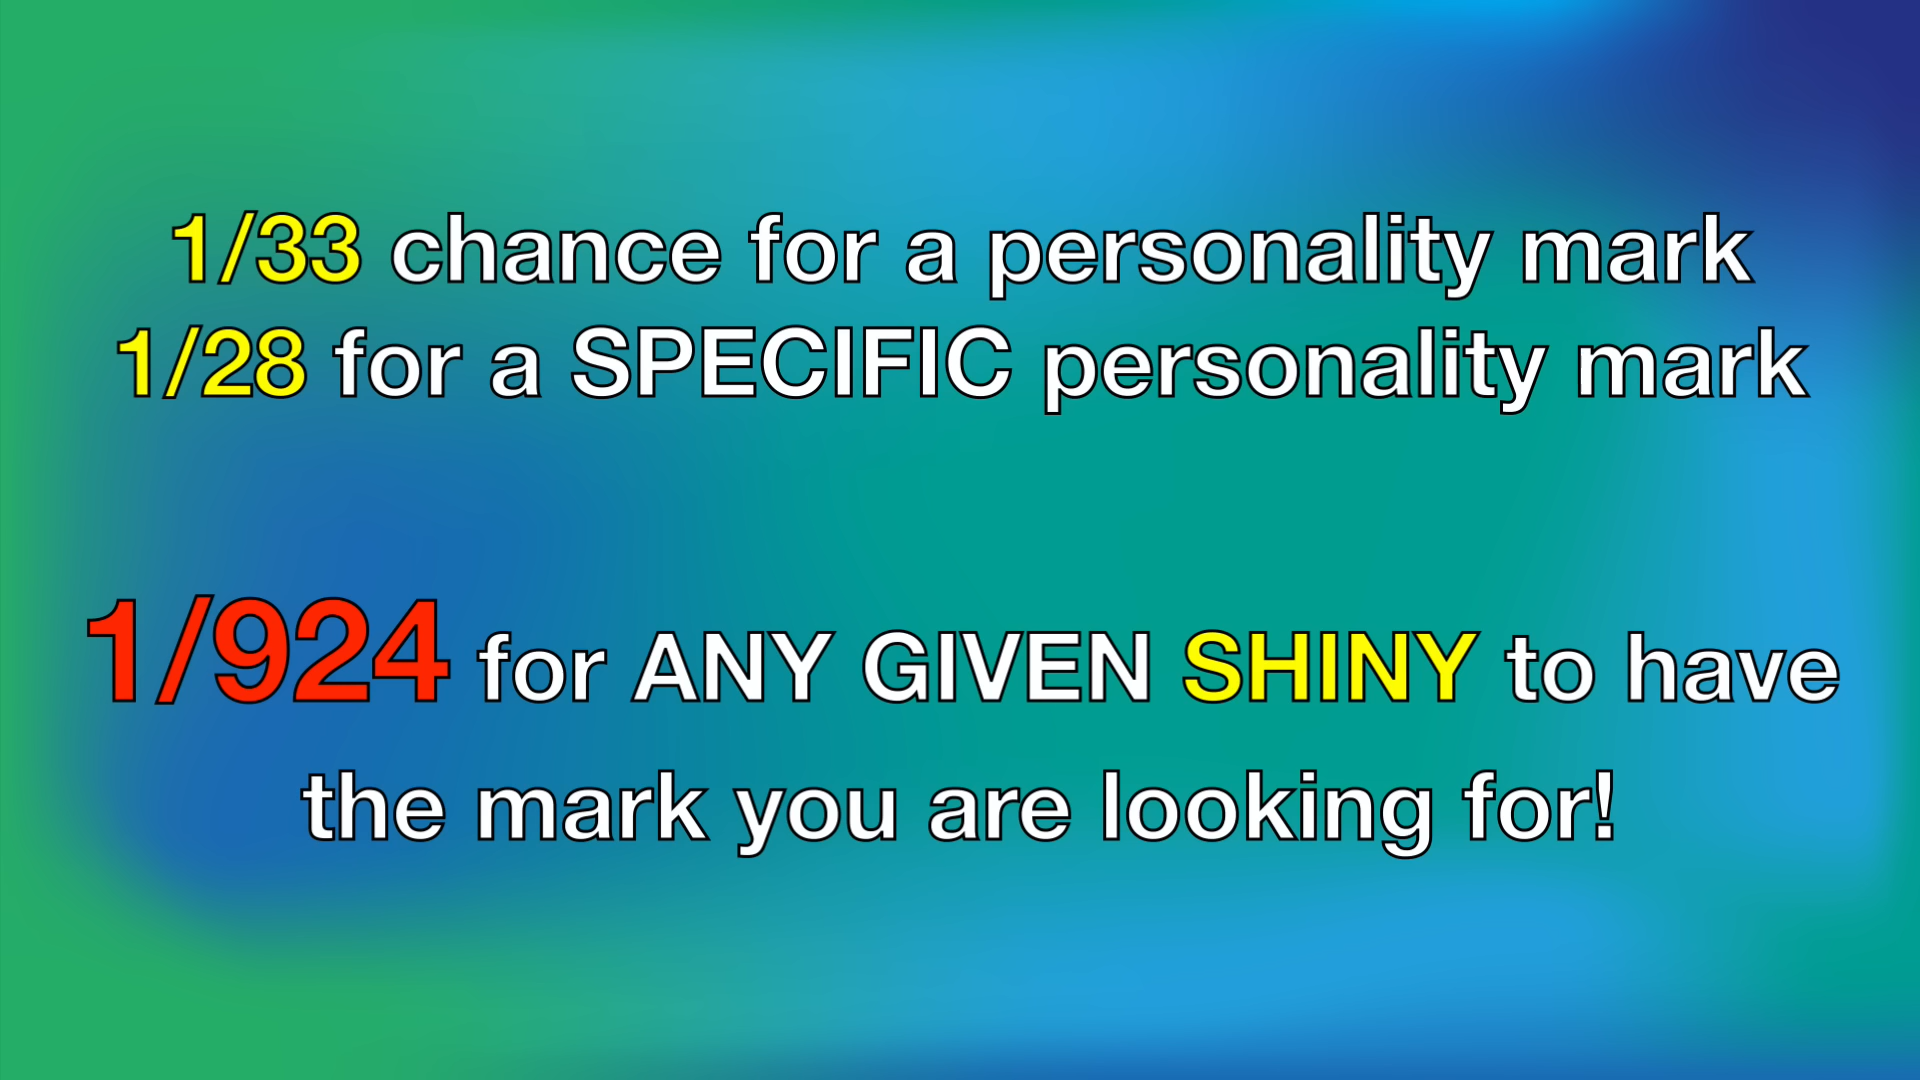 1/33 chance for a personality mark
1/28 for a SPECIFIC personality mark
1/924 for ANY GIVEN SHINY to have
the mark you are looking for!